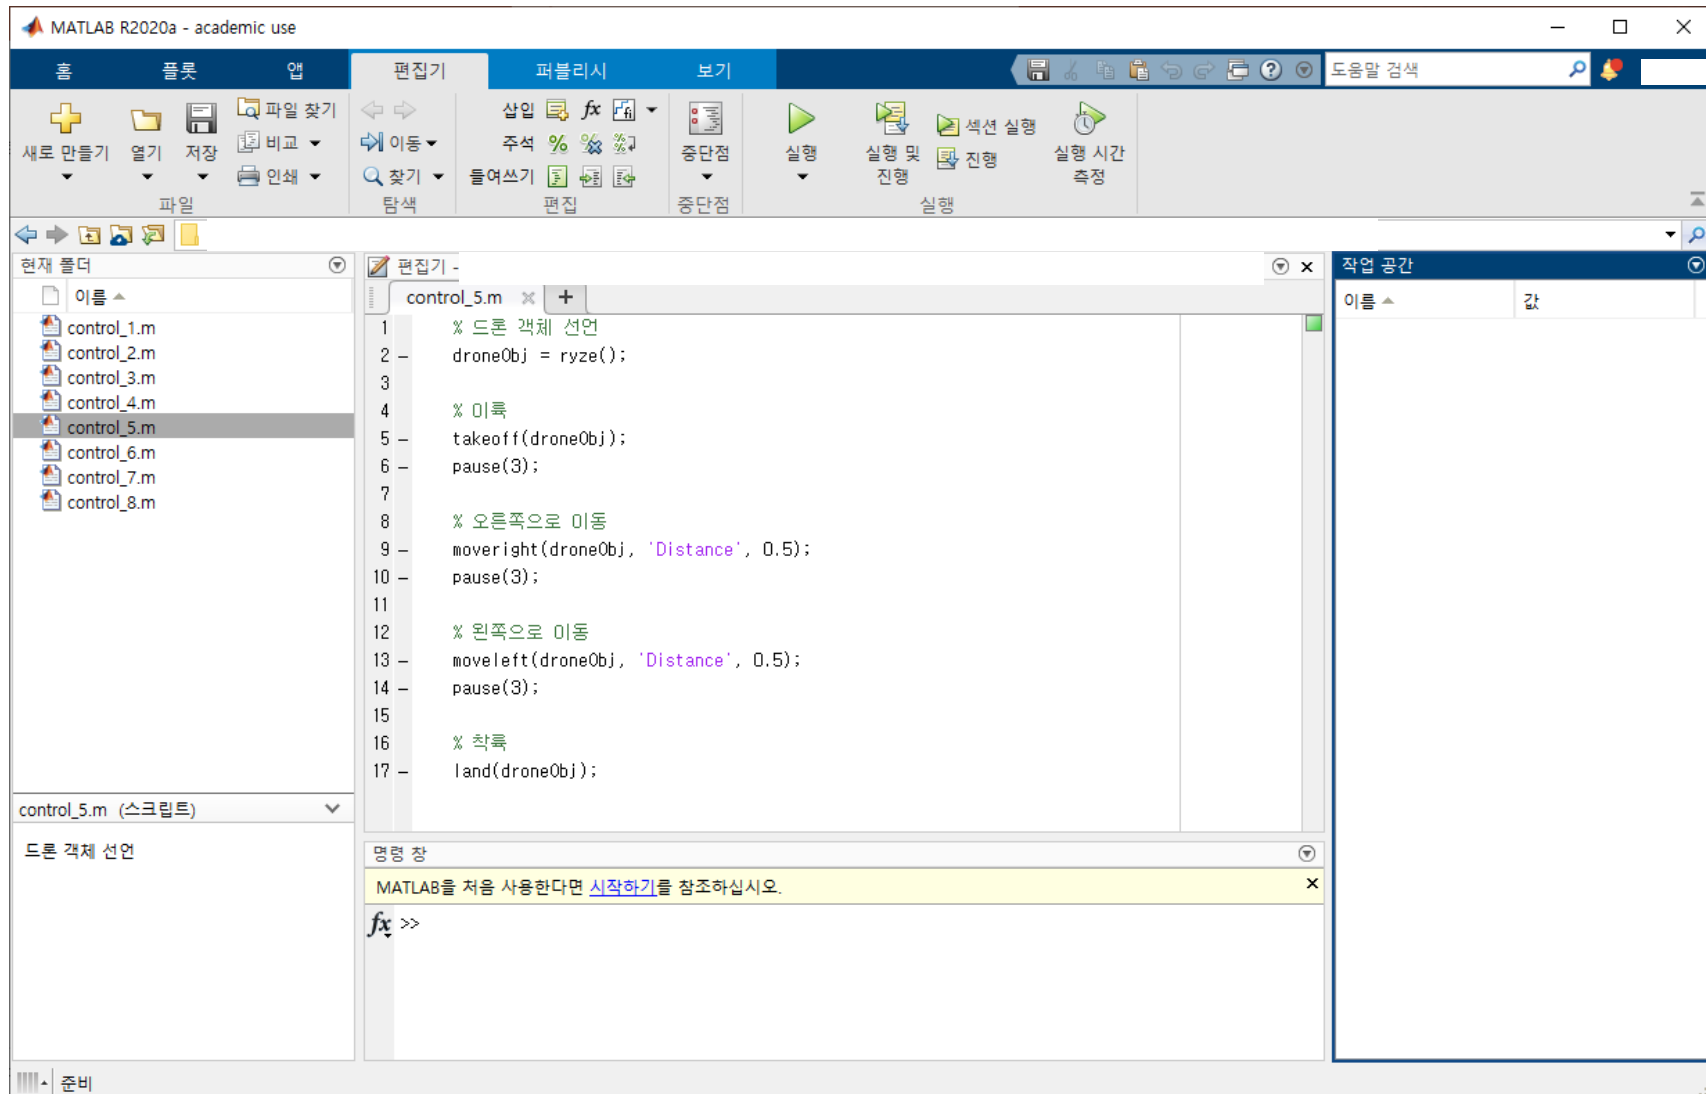 MATLAB R2020a - academic use
홈 플롯 앱 편집기 퍼블리시 보기 도움말 검색
새로 만들기 열기 저장 파일 찾기 비교 인쇄 파일
이동 찾기 탐색
삽입 fx fi
주석 % % %
들여쓰기
편집
중단점
중단점
실행 실행 및 진행 섹션 실행 진행 실행 시간 측정
실행
현재 폴더
이름
control_1.m
control_2.m
control_3.m
control_4.m
control_5.m
control_6.m
control_7.m
control_8.m
control_5.m (스크립트)
드론 객체 선언
편집기 -
control_5.m +
1 % 드론 객체 선언
2 – droneObj = ryze();
3
4 % 이륙
5 – takeoff(droneObj);
6 – pause(3);
7
8 % 오른쪽으로 이동
9 – moveright(droneObj, 'Distance', 0.5);
10 – pause(3);
11
12 % 왼쪽으로 이동
13 – moveleft(droneObj, 'Distance', 0.5);
14 – pause(3);
15
16 % 착륙
17 – land(droneObj);
명령 창
MATLAB을 처음 사용한다면 시작하기를 참조하십시오.
fx >>
작업 공간
이름 값
준비